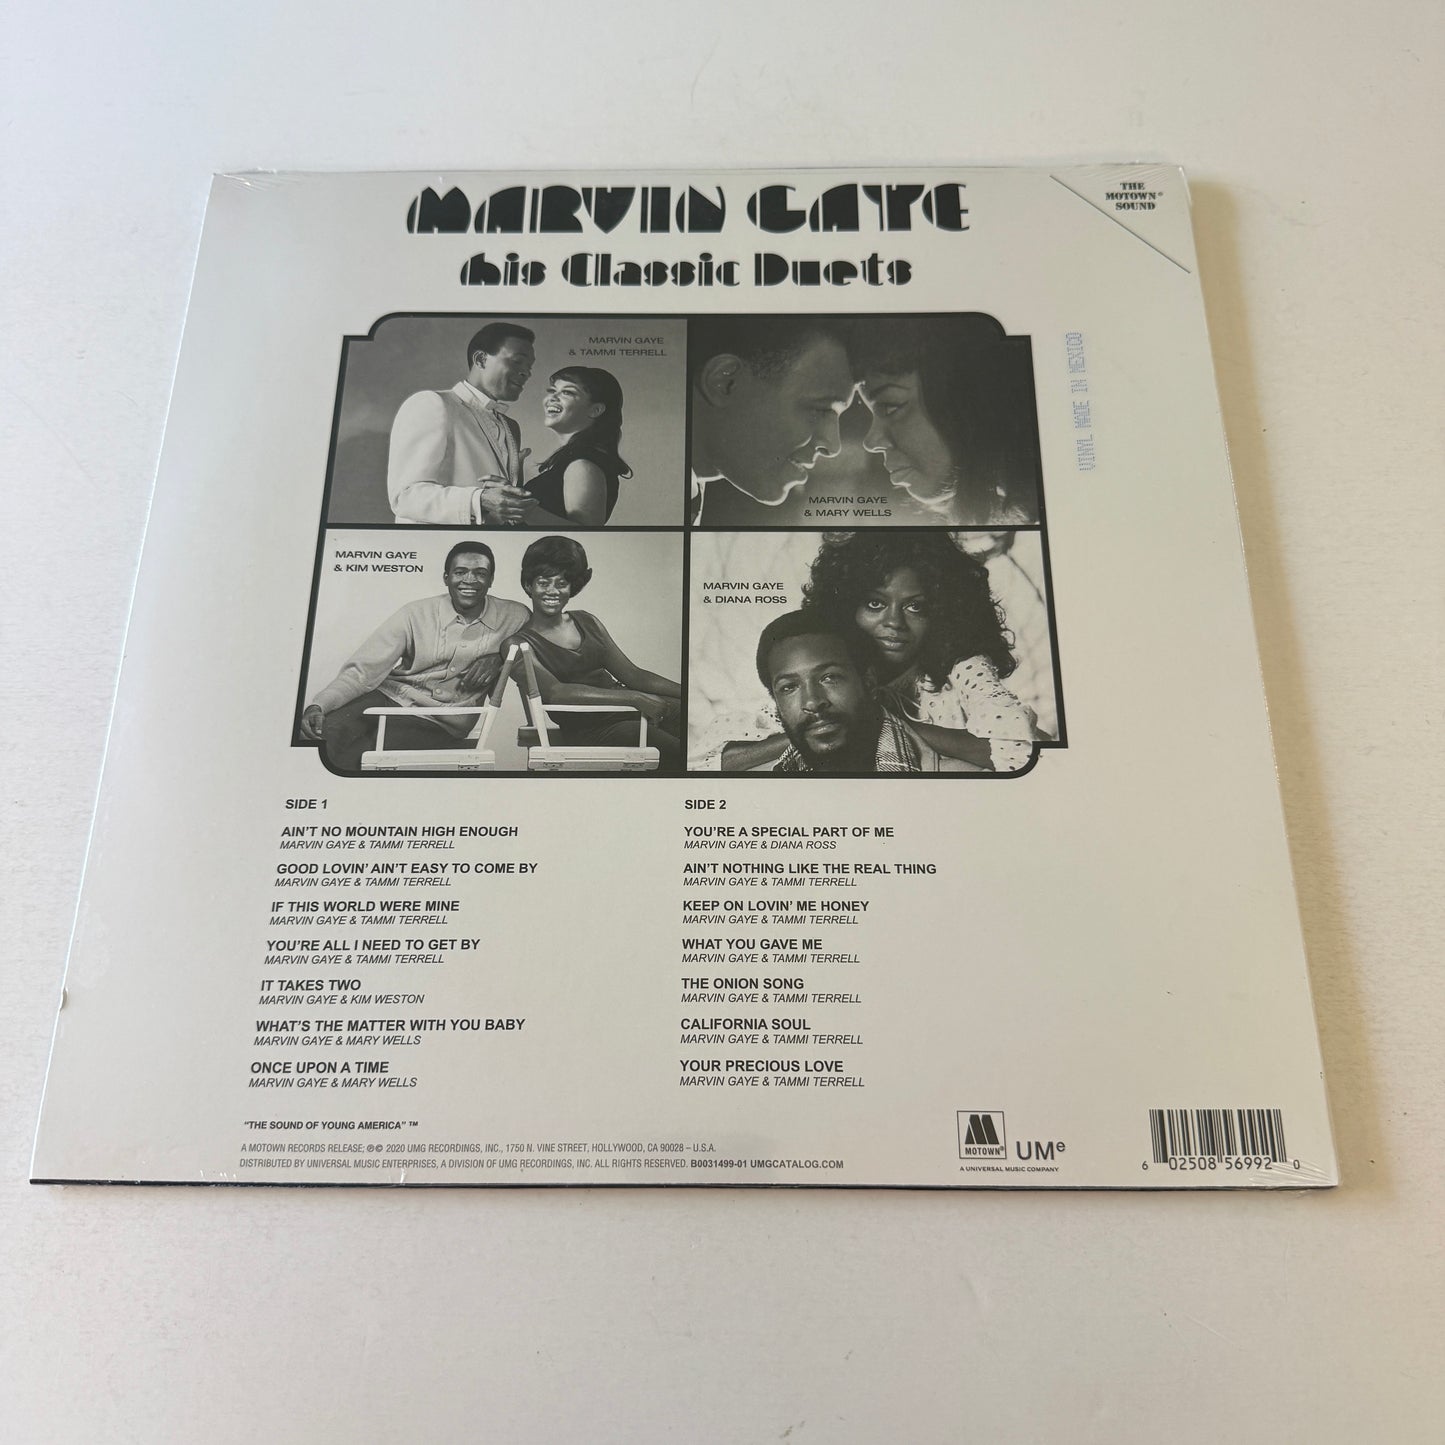 MARVIN GAYE
his Classic Duets
THE
MOTOWN®
SOUND
VINYL MADE IN MEXICO
MARVIN GAYE
& TAMMI TERRELL
MARVIN GAYE
& MARY WELLS
MARVIN GAYE
& KIM WESTON
MARVIN GAYE
& DIANA ROSS
SIDE 1
AIN'T NO MOUNTAIN HIGH ENOUGH
MARVIN GAYE & TAMMI TERRELL
GOOD LOVIN' AIN'T EASY TO COME BY
MARVIN GAYE & TAMMI TERRELL
IF THIS WORLD WERE MINE
MARVIN GAYE & TAMMI TERRELL
YOU'RE ALL I NEED TO GET BY
MARVIN GAYE & TAMMI TERRELL
IT TAKES TWO
MARVIN GAYE & KIM WESTON
WHAT'S THE MATTER WITH YOU BABY
MARVIN GAYE & MARY WELLS
ONCE UPON A TIME
MARVIN GAYE & MARY WELLS
SIDE 2
YOU'RE A SPECIAL PART OF ME
MARVIN GAYE & DIANA ROSS
AIN'T NOTHING LIKE THE REAL THING
MARVIN GAYE & TAMMI TERRELL
KEEP ON LOVIN' ME HONEY
MARVIN GAYE & TAMMI TERRELL
WHAT YOU GAVE ME
MARVIN GAYE & TAMMI TERRELL
THE ONION SONG
MARVIN GAYE & TAMMI TERRELL
CALIFORNIA SOUL
MARVIN GAYE & TAMMI TERRELL
YOUR PRECIOUS LOVE
MARVIN GAYE & TAMMI TERRELL
"THE SOUND OF YOUNG AMERICA" ™
A MOTOWN RECORDS RELEASE; ℗© 2020 UMG RECORDINGS, INC., 1750 N. VINE STREET, HOLLYWOOD, CA 90028 – U.S.A.
DISTRIBUTED BY UNIVERSAL MUSIC ENTERPRISES, A DIVISION OF UMG RECORDINGS, INC. ALL RIGHTS RESERVED. B0031499-01 UMGCATALOG.COM
M
MOTOWN®
UMe
A UNIVERSAL MUSIC COMPANY
6 02508 56992 0